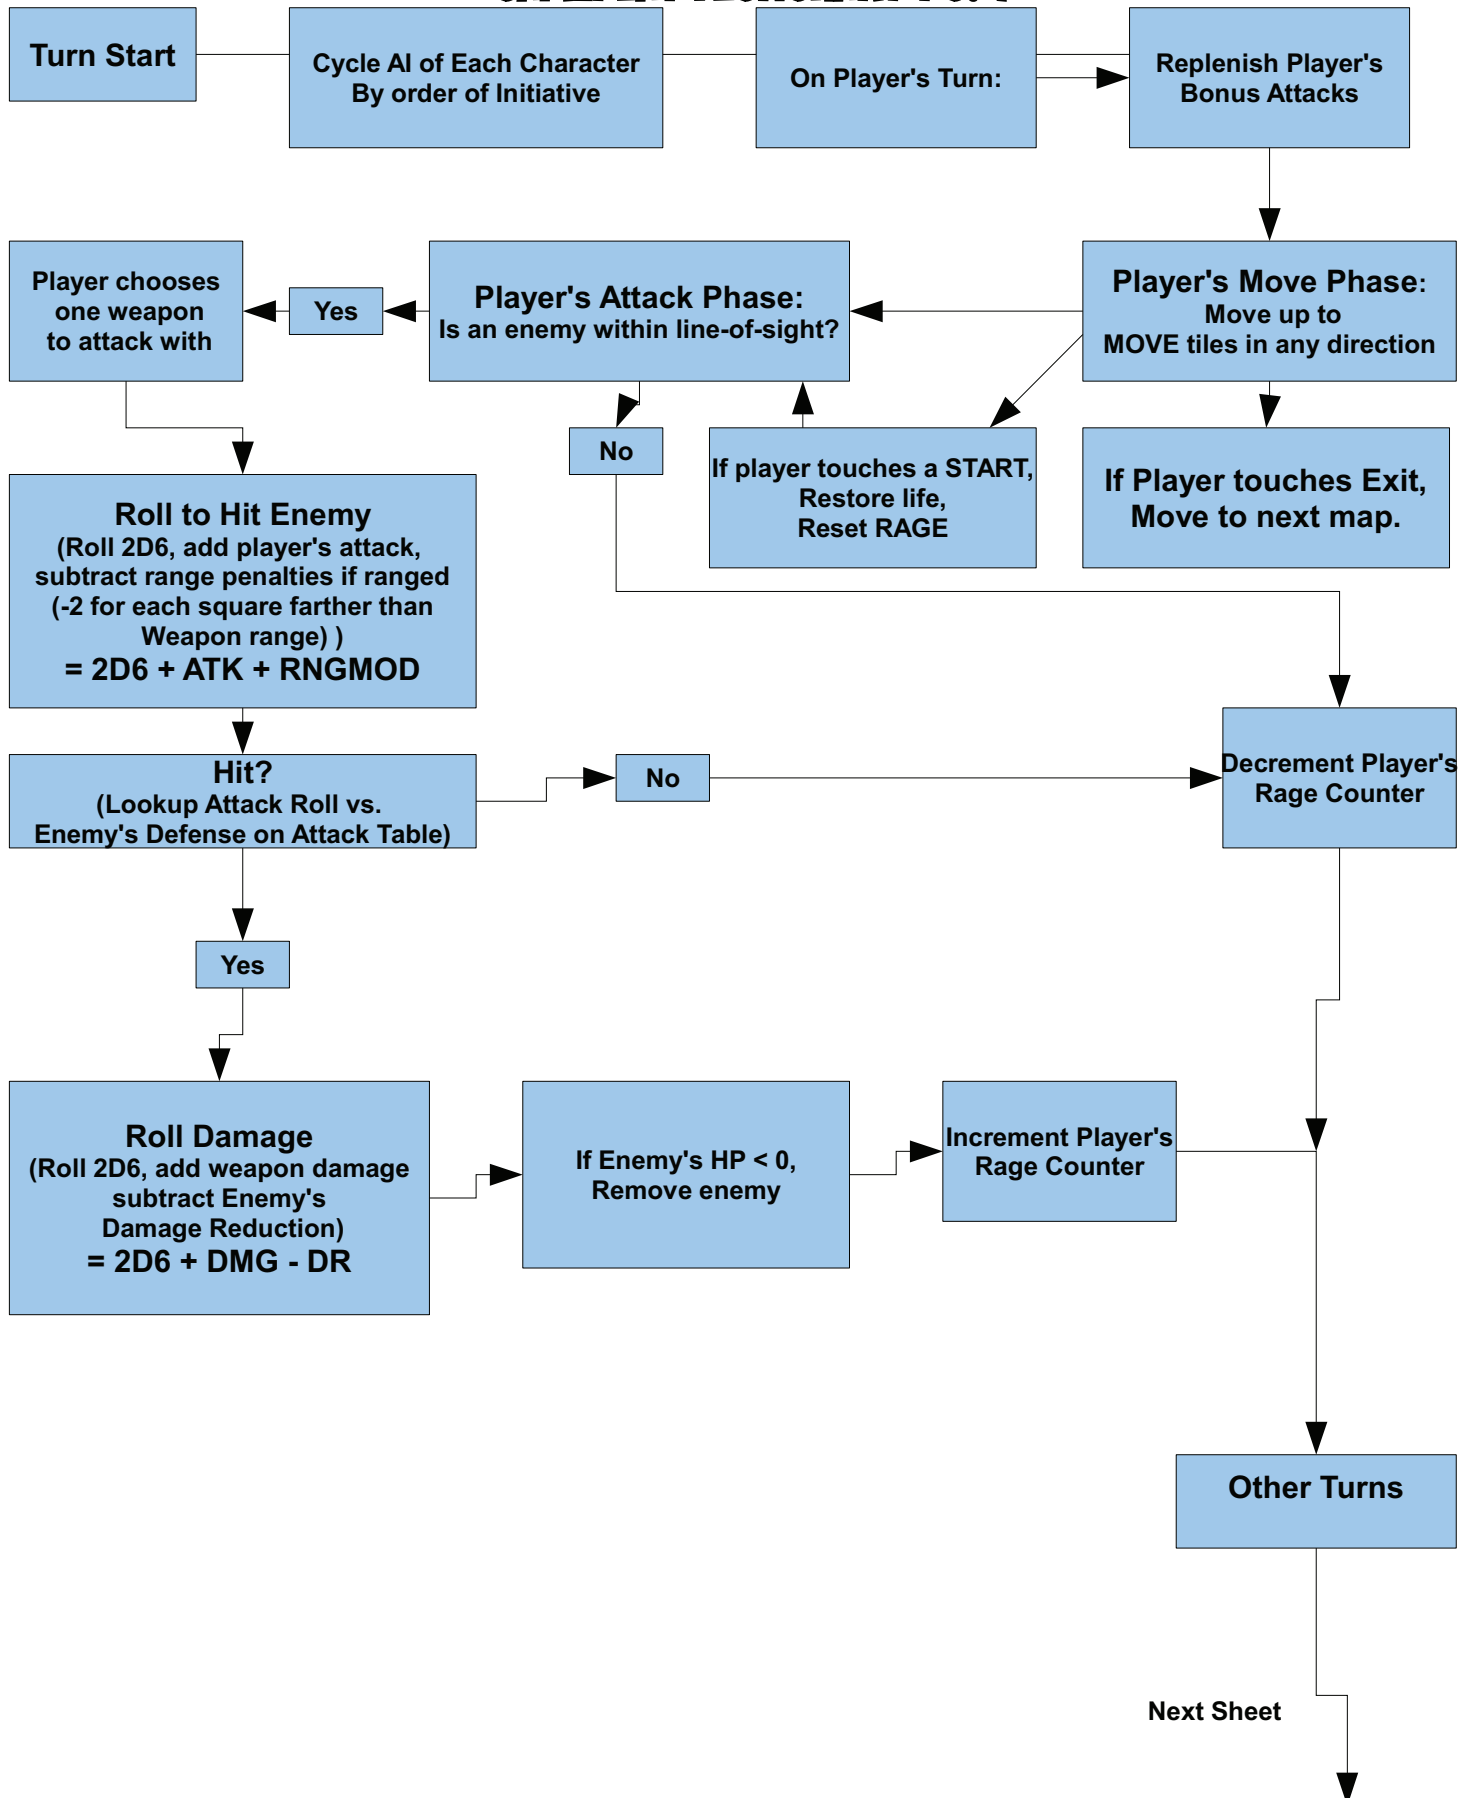 Turn Start
Cycle AI of Each Character
By order of Initiative
On Player's Turn:
Replenish Player's
Bonus Attacks
Player chooses
one weapon
to attack with
Yes
Player's Attack Phase:
Is an enemy within line-of-sight?
Player's Move Phase:
Move up to
MOVE tiles in any direction
No
If player touches a START,
Restore life,
Reset RAGE
If Player touches Exit,
Move to next map.
Roll to Hit Enemy
(Roll 2D6, add player's attack,
subtract range penalties if ranged
(-2 for each square farther than
Weapon range) )
= 2D6 + ATK + RNGMOD
Hit?
(Lookup Attack Roll vs.
Enemy's Defense on Attack Table)
No
Decrement Player's
Rage Counter
Yes
Roll Damage
(Roll 2D6, add weapon damage
subtract Enemy's
Damage Reduction)
= 2D6 + DMG - DR
If Enemy's HP < 0,
Remove enemy
Increment Player's
Rage Counter
Other Turns
Next Sheet